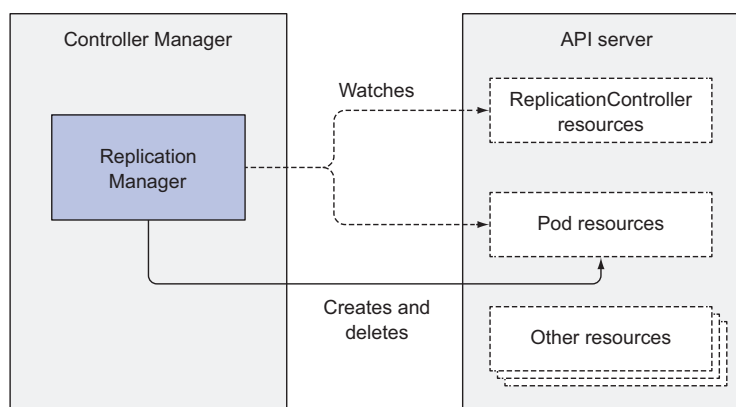 Controller Manager
API server
Watches
ReplicationController
resources
Replication
Manager
Pod resources
Creates and
deletes
Other resources